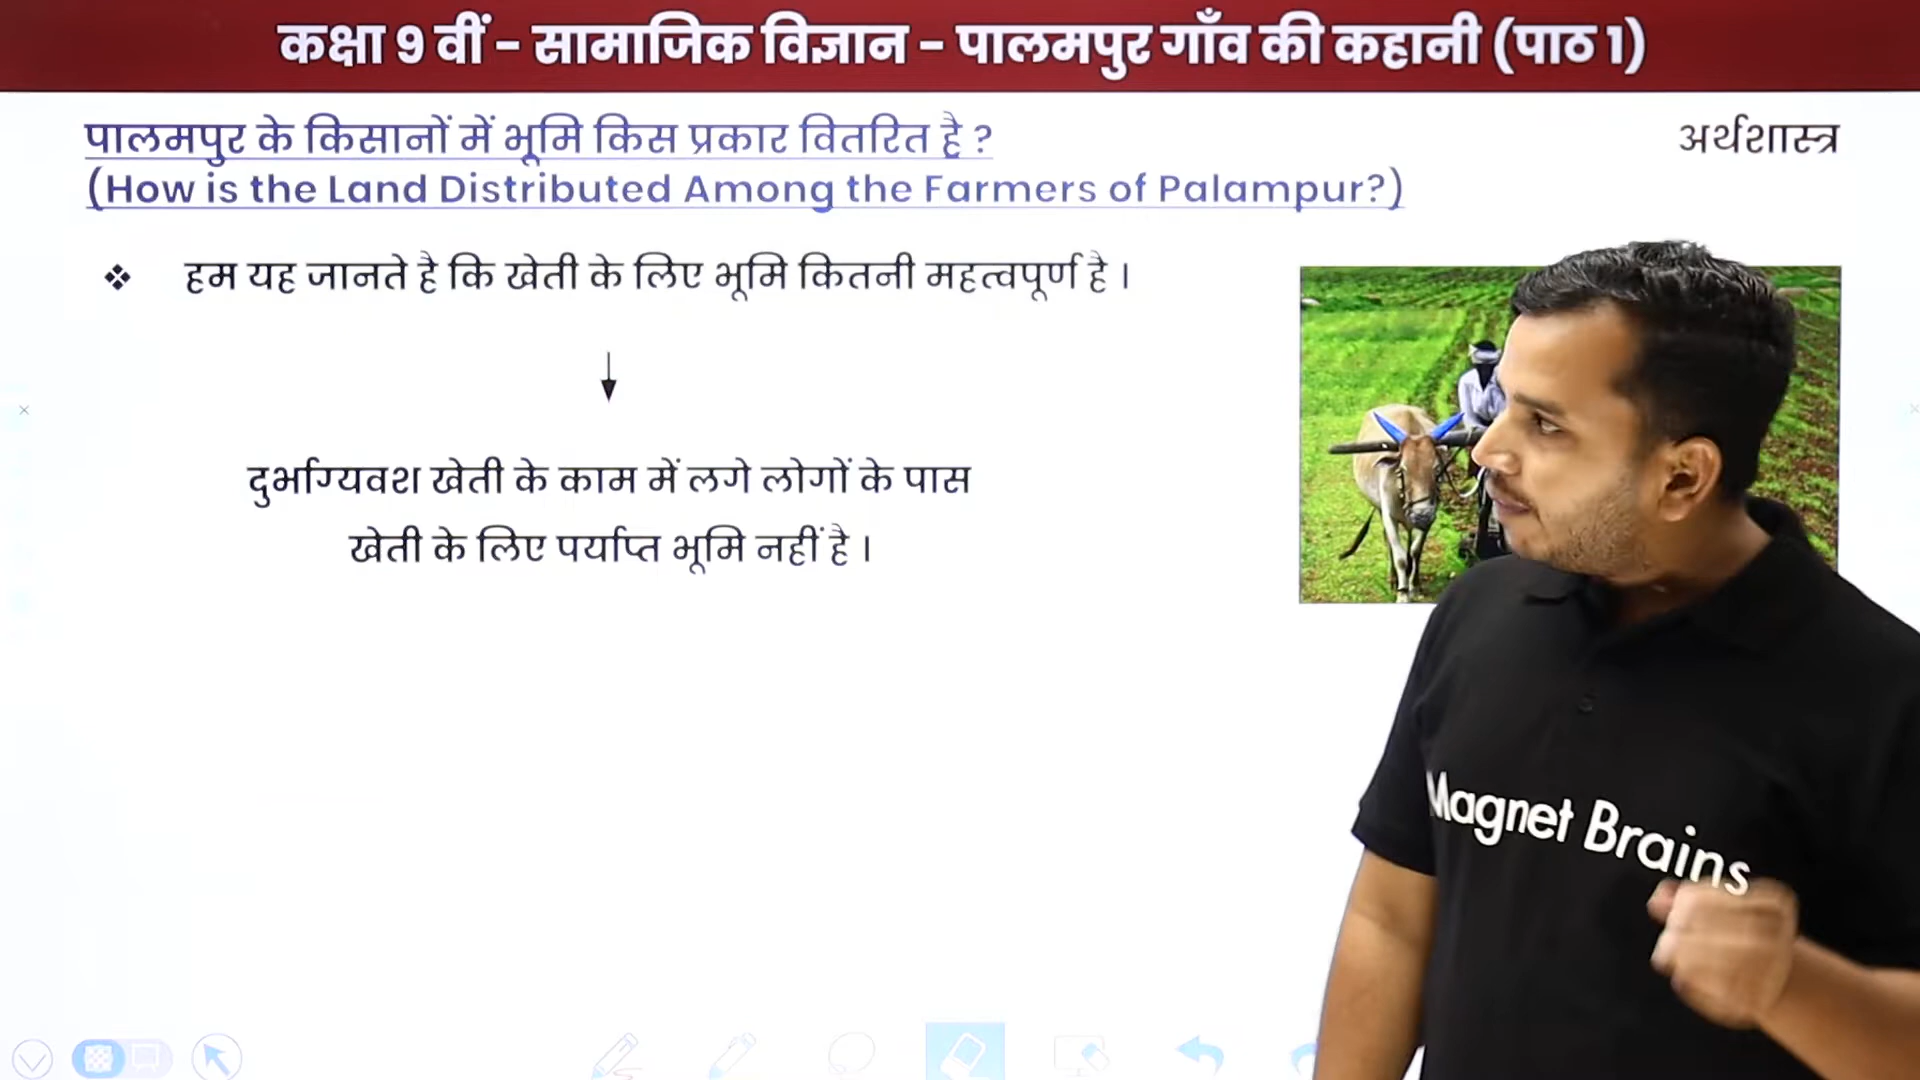 कक्षा 9 वीं - सामाजिक विज्ञान - पालमपुर गाँव की कहानी (पाठ 1)
पालमपुर के किसानों में भूमि किस प्रकार वितरित है ?
अर्थशास्त्र
(How is the Land Distributed Among the Farmers of Palampur?)
❖ हम यह जानते है कि खेती के लिए भूमि कितनी महत्वपूर्ण है ।
दुर्भाग्यवश खेती के काम में लगे लोगों के पास
खेती के लिए पर्याप्त भूमि नहीं है ।
Magnet Brains